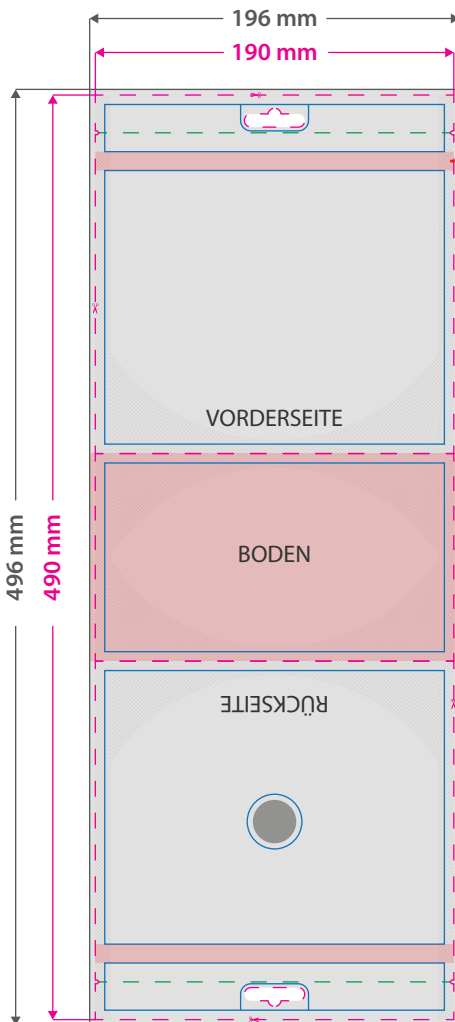 196 mm
190 mm
VORDERSEITE
496 mm
490 mm
BODEN
RÜCKSEITE